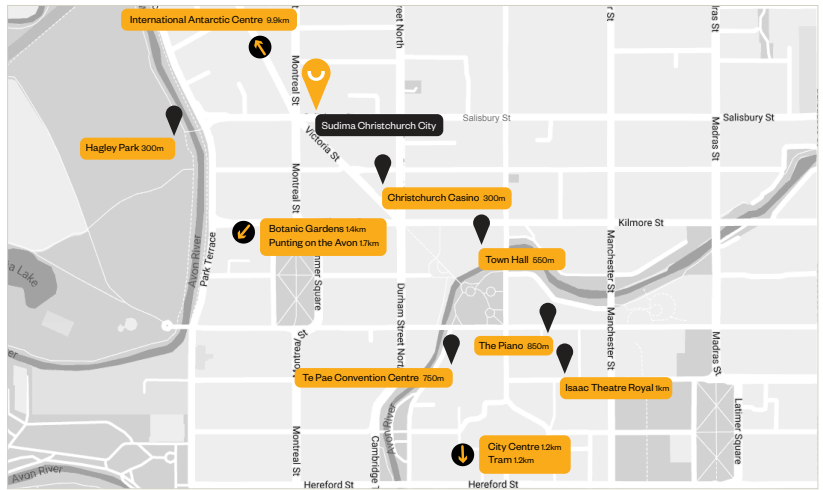 International Antarctic Centre 9.9km
Montreal St
Salisbury St
Salisbury St
Sudima Christchurch City
Victoria St
Madras St
Hagley Park 300m
Montreal St
Christchurch Casino 300m
Kilmore St
Botanic Gardens 1.4km
Punting on the Avon 1.7km
Avon River
Park Terrace
Manchester St
Town Hall 550m
Lake
Square
Durham Street
The Piano 850m
Manchester St
Madras St
Te Pae Convention Centre 750m
Isaac Theatre Royal 1km
Avon River
Latimer Square
Montreal St
Cambridge
City Centre 1.2km
Tram 1.2km
Avon River
Hereford St
Hereford St